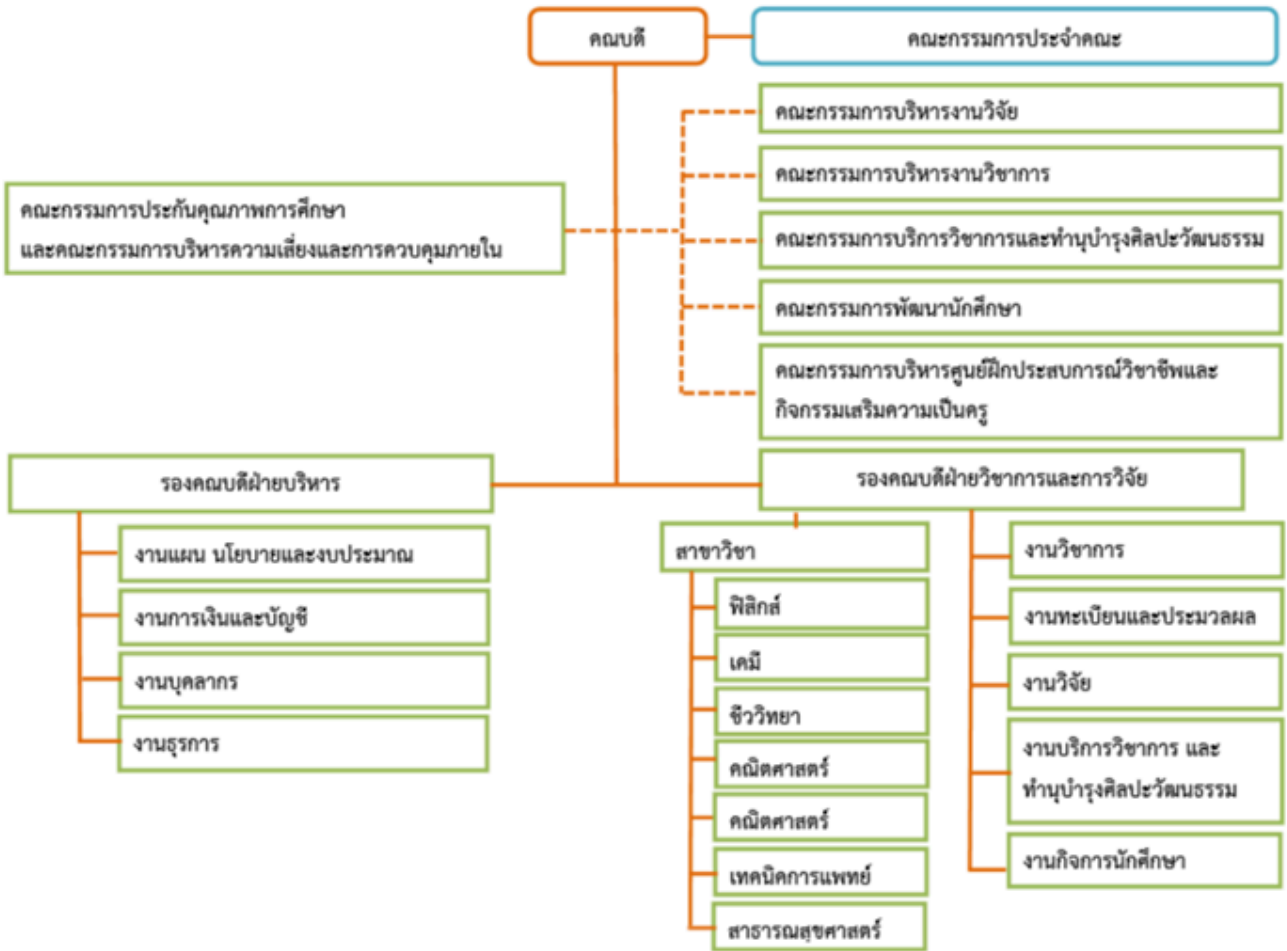 คณบดี
คณะกรรมการประจำคณะ
คณะกรรมการบริหารงานวิจัย
คณะกรรมการบริหารงานวิชาการ
คณะกรรมการประกันคุณภาพการศึกษา
และคณะกรรมการบริหารความเสี่ยงและการควบคุมภายใน
คณะกรรมการบริการวิชาการและทำนุบำรุงศิลปะวัฒนธรรม
คณะกรรมการพัฒนานักศึกษา
คณะกรรมการบริหารศูนย์ฝึกประสบการณ์วิชาชีพและ
กิจกรรมเสริมความเป็นครู
รองคณบดีฝ่ายบริหาร
งานแผน นโยบายและงบประมาณ
งานการเงินและบัญชี
งานบุคลากร
งานธุรการ
รองคณบดีฝ่ายวิชาการและการวิจัย
สาขาวิชา
ฟิสิกส์
เคมี
ชีววิทยา
คณิตศาสตร์
คณิตศาสตร์
เทคนิคการแพทย์
สาธารณสุขศาสตร์
งานวิชาการ
งานทะเบียนและประมวลผล
งานวิจัย
งานบริการวิชาการ และ
ทำนุบำรุงศิลปะวัฒนธรรม
งานกิจการนักศึกษา